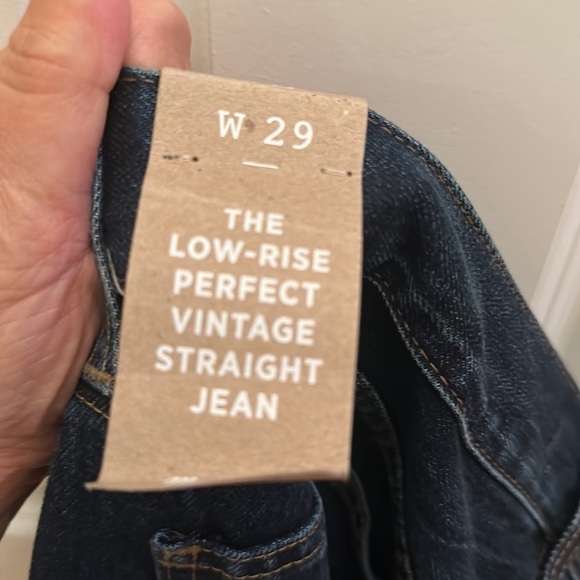 W 29
THE
LOW-RISE
PERFECT
VINTAGE
STRAIGHT
JEAN